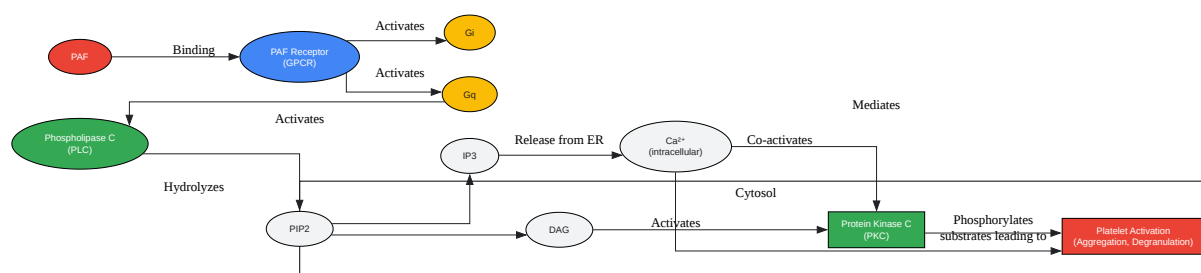 Activates
Gi
PAF
Binding
PAF Receptor
(GPCR)
Activates
Gq
Mediates
Activates
Phospholipase C
(PLC)
Release from ER
Ca²⁺
(intracellular)
Co-activates
IP3
Hydrolyzes
Cytosol
PIP2
DAG
Activates
Protein Kinase C
(PKC)
Phosphorylates
substrates leading to
Platelet Activation
(Aggregation, Degranulation)